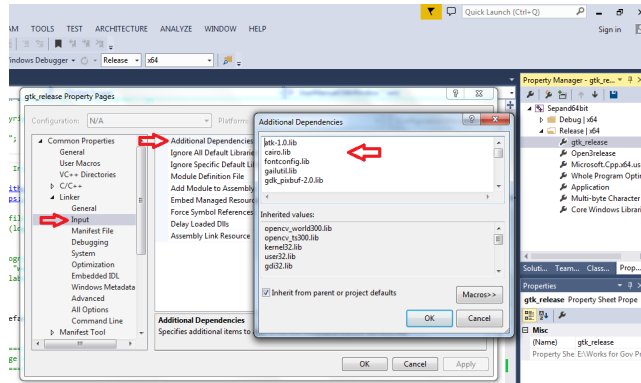 Quick Launch (Ctrl+Q)
AM TOOLS TEST ARCHITECTURE ANALYZE WINDOW HELP
Sign in
indows Debugger Release x64
Property Manager - gtk_re...
gtk_release Property Pages
Configuration: N/A
Platform:
Common Properties
General
User Macros
VC++ Directories
C/C++
Linker
General
Input
Manifest File
Debugging
System
Optimization
Embedded IDL
Windows Metadata
Advanced
All Options
Command Line
Manifest Tool
Additional Dependencies
Ignore All Default Librarie
Ignore Specific Default Li
Module Definition File
Add Module to Assembly
Embed Managed Resourc
Force Symbol References
Delay Loaded Dlls
Assembly Link Resource
Additional Dependencies
Specifies additional items to
OK Cancel Apply
Additional Dependencies
atk-1.0.lib
cairo.lib
fontconfig.lib
gailutil.lib
gdk_pixbuf-2.0.lib
Inherited values:
opencv_world300.lib
opencv_ts300.lib
kernel32.lib
user32.lib
gdi32.lib
Inherit from parent or project defaults
Macros>>
OK Cancel
Sepand64bit
Debug | x64
Release | x64
gtk_release
Open3release
Microsoft.Cpp.x64.us
Whole Program Optir
Application
Multi-byte Character
Core Windows Librari
Soluti... Team... Class... Prop...
Properties
gtk_release Property Sheet Prope
Misc
(Name) gtk_release
Property She E:\Works for Gov Pr